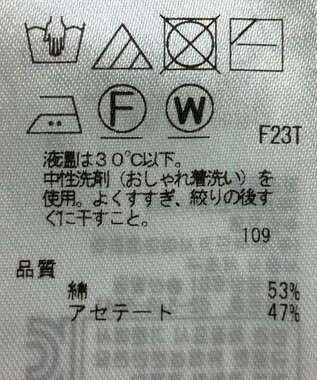 F W
F23T
液温は30℃以下。
中性洗剤（おしゃれ着洗い）を
使用。よくすすぎ、絞りの後す
ぐに干すこと。
109
品質
綿 53%
アセテート 47%